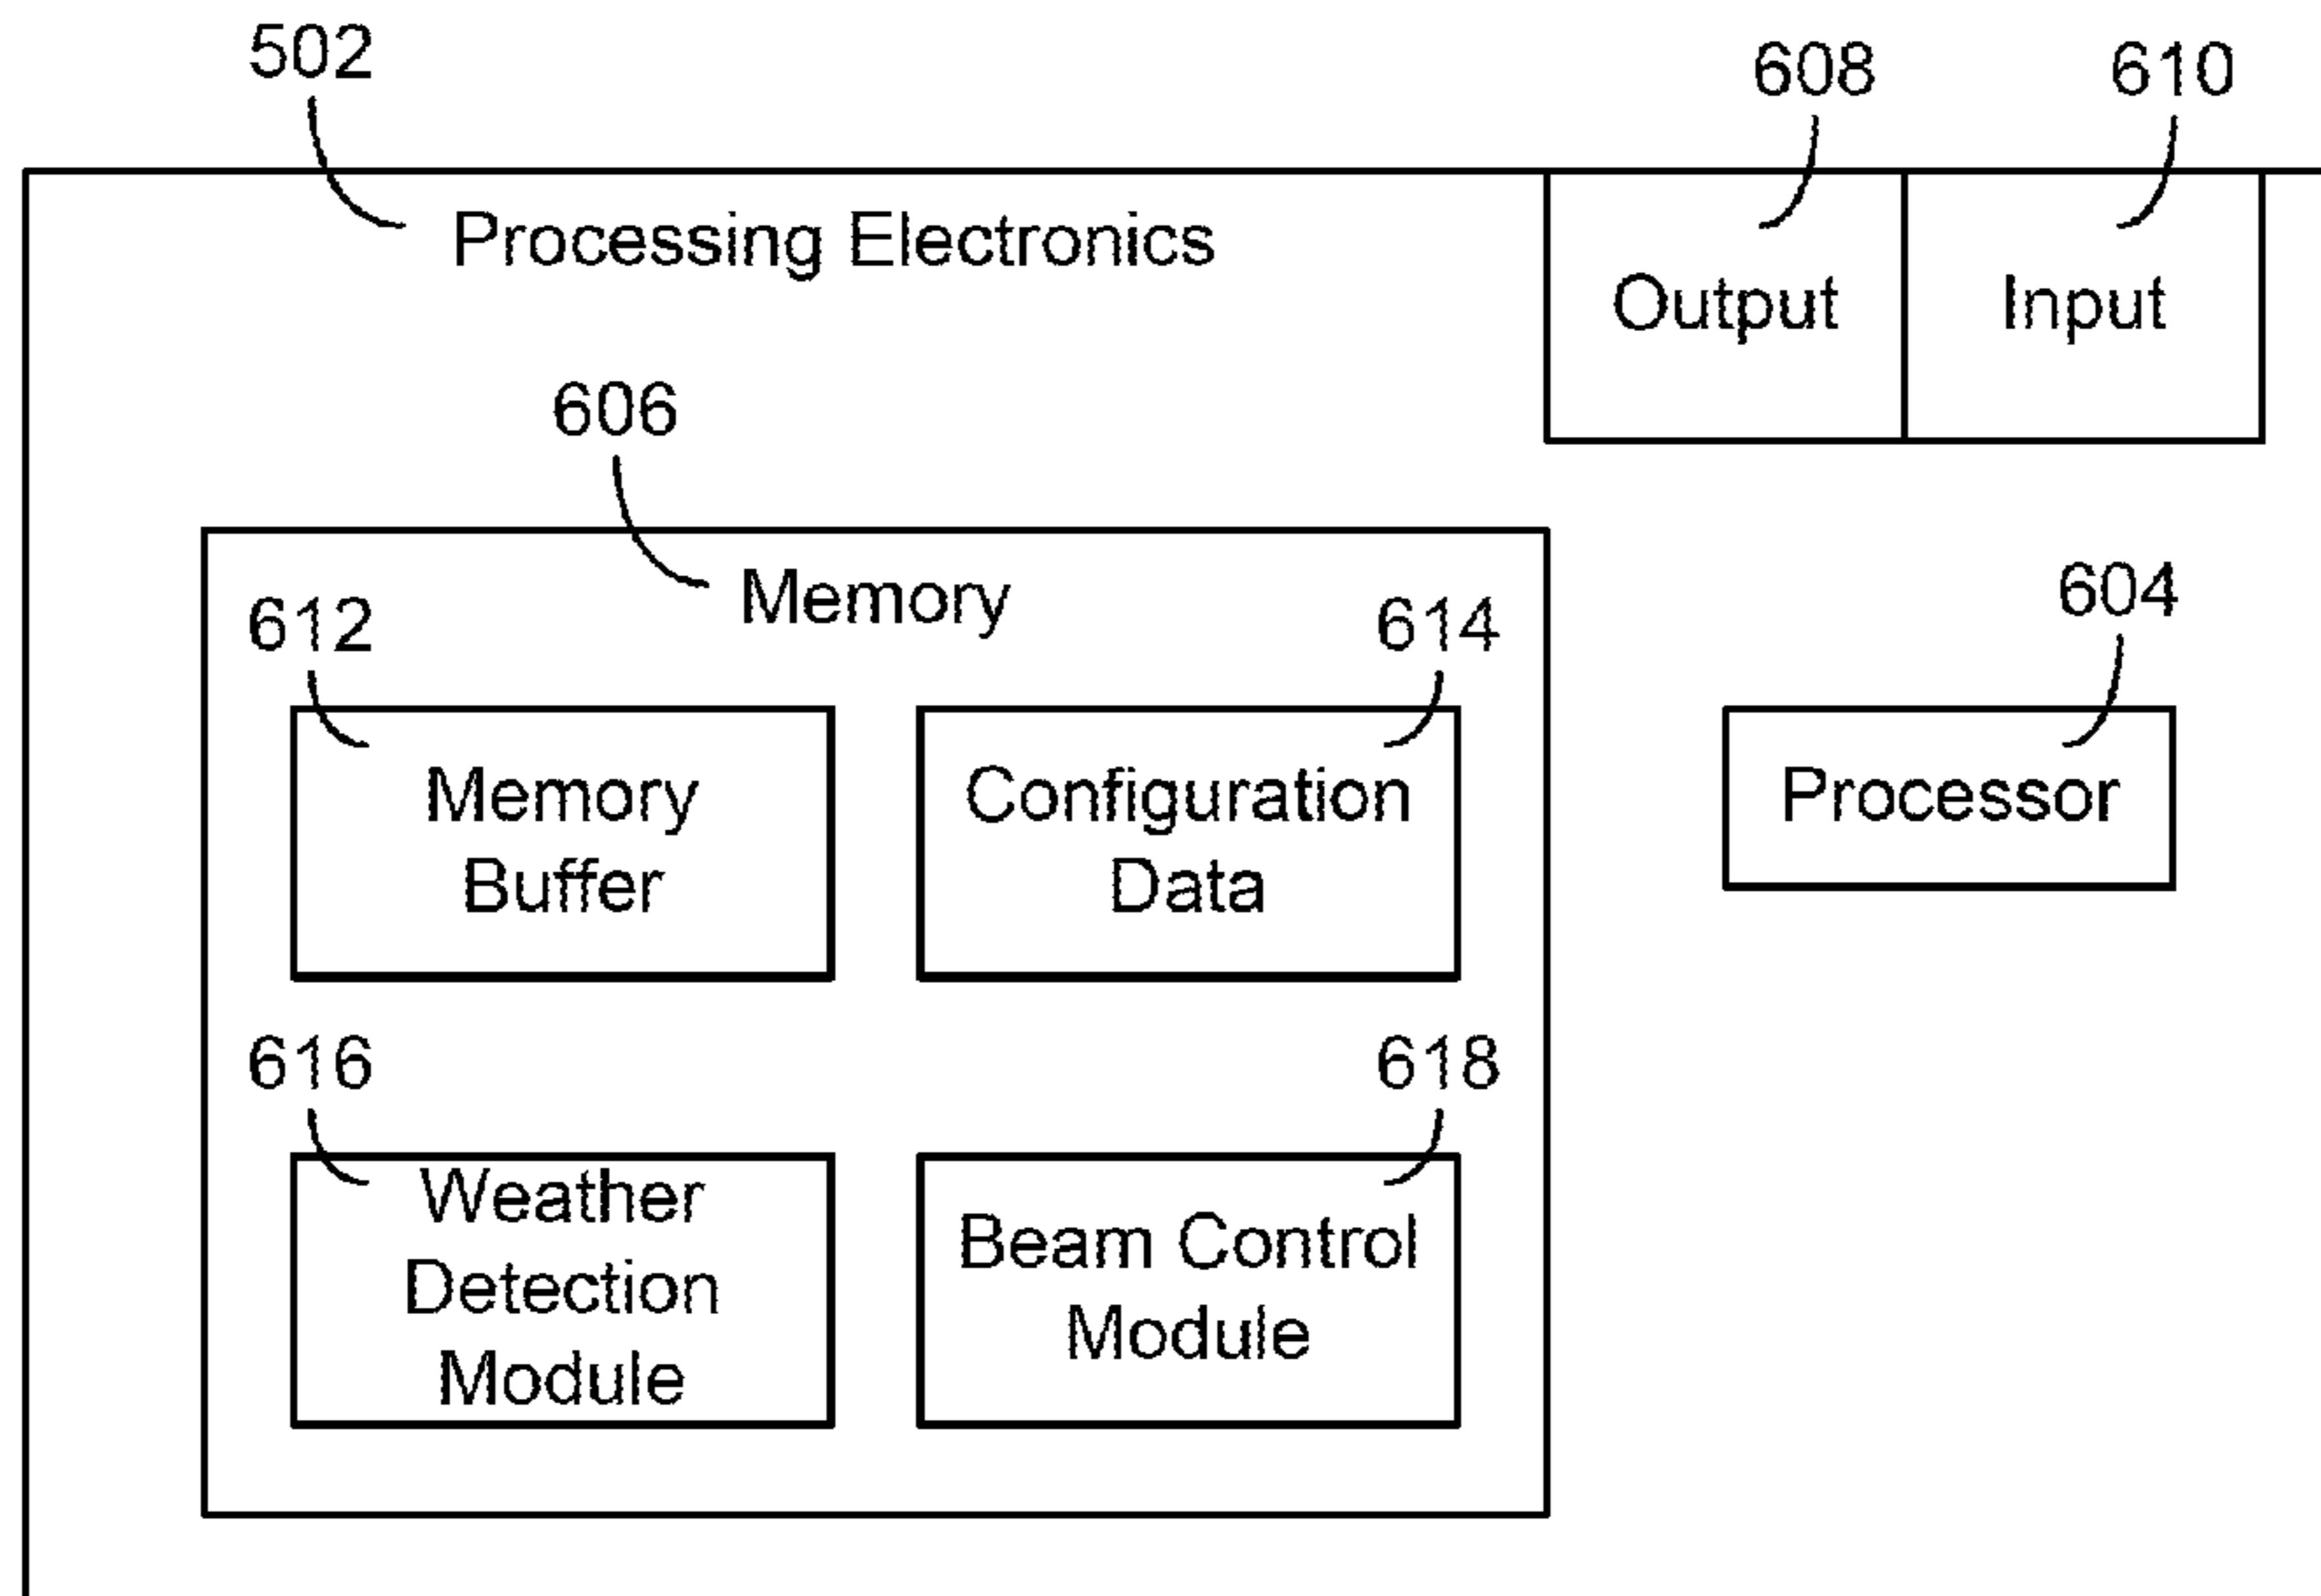 502
608
610
Processing Electronics
Output
Input
606
Memory
612
614
604
Memory
Buffer
Configuration
Data
Processor
616
618
Weather
Detection
Module
Beam Control
Module